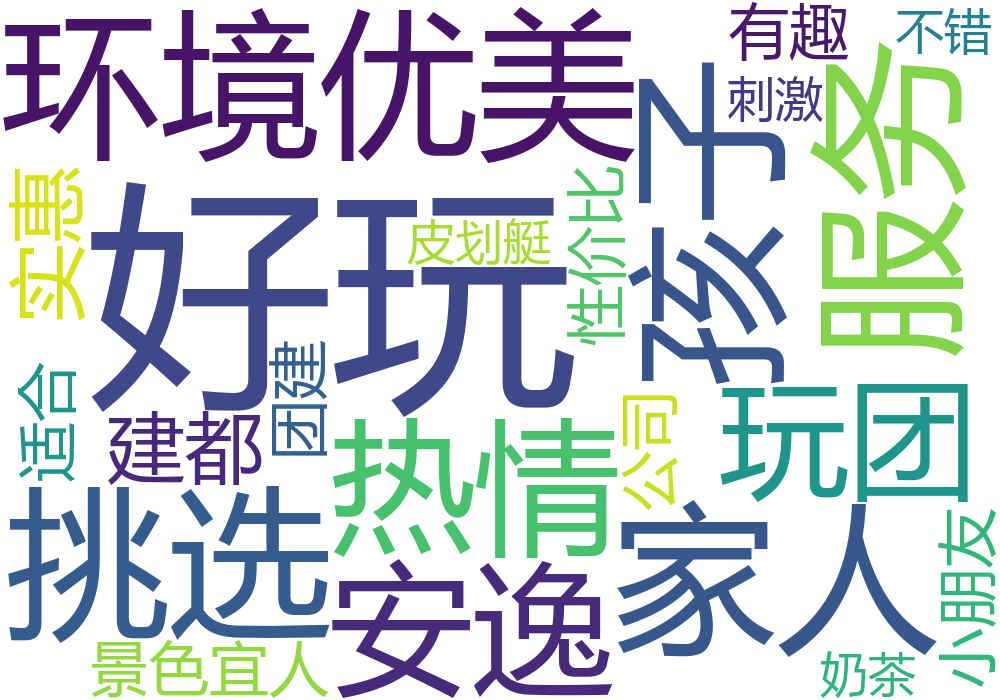 环境优美
有趣
不错
刺激
孩子
服务
实惠
好玩
皮划艇
性价比
适合
团建
建都
热情
公司
玩团
挑选
安逸
家人
小朋友
景色宜人
奶茶